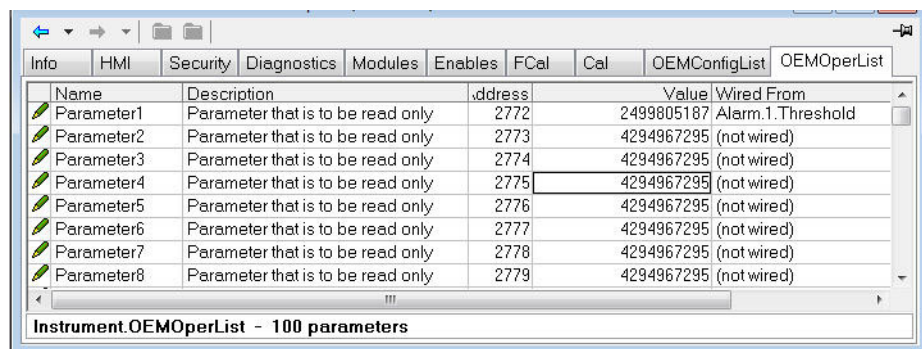 Info HMI Security Diagnostics Modules Enables FCal Cal OEMConfigList OEMOperList
Name Description Address Value Wired From
Parameter1 Parameter that is to be read only 2772 2499805187 Alarm.1.Threshold
Parameter2 Parameter that is to be read only 2773 4294967295 (not wired)
Parameter3 Parameter that is to be read only 2774 4294967295 (not wired)
Parameter4 Parameter that is to be read only 2775 4294967295 (not wired)
Parameter5 Parameter that is to be read only 2776 4294967295 (not wired)
Parameter6 Parameter that is to be read only 2777 4294967295 (not wired)
Parameter7 Parameter that is to be read only 2778 4294967295 (not wired)
Parameter8 Parameter that is to be read only 2779 4294967295 (not wired)
Instrument.OEMOperList - 100 parameters